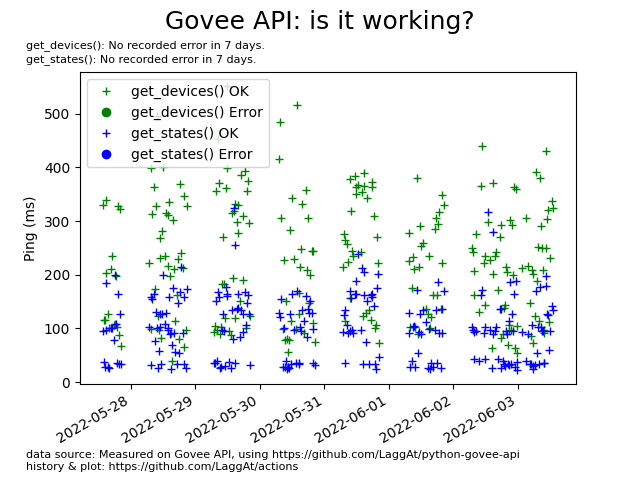 Govee API: is it working?
get_devices(): No recorded error in 7 days.
get_states(): No recorded error in 7 days.
get_devices() OK
get_devices() Error
get_states() OK
get_states() Error
Ping (ms)
500
400
300
200
100
0
2022-05-28
2022-05-29
2022-05-30
2022-05-31
2022-06-01
2022-06-02
2022-06-03
data source: Measured on Govee API, using https://github.com/LaggAt/python-govee-api
history & plot: https://github.com/LaggAt/actions